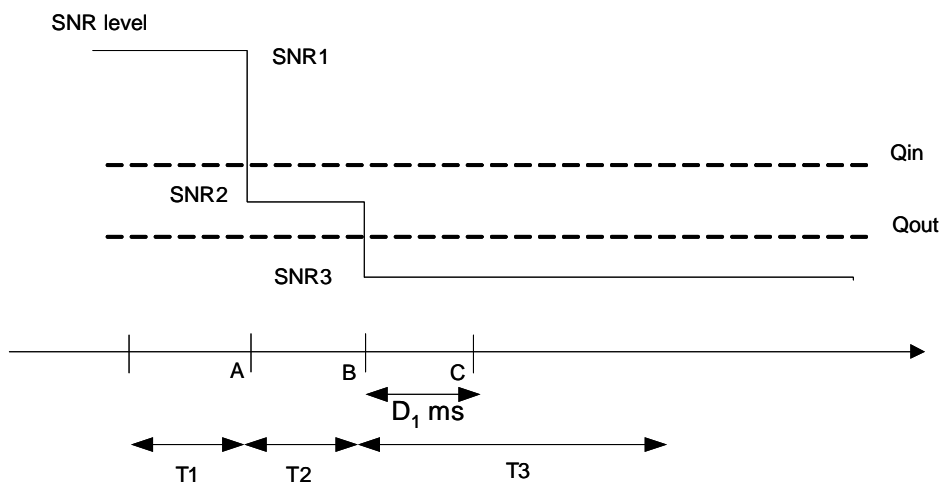 SNR level
SNR1
Qin
SNR2
Qout
SNR3
A
B
C
D₁ ms
T1
T2
T3